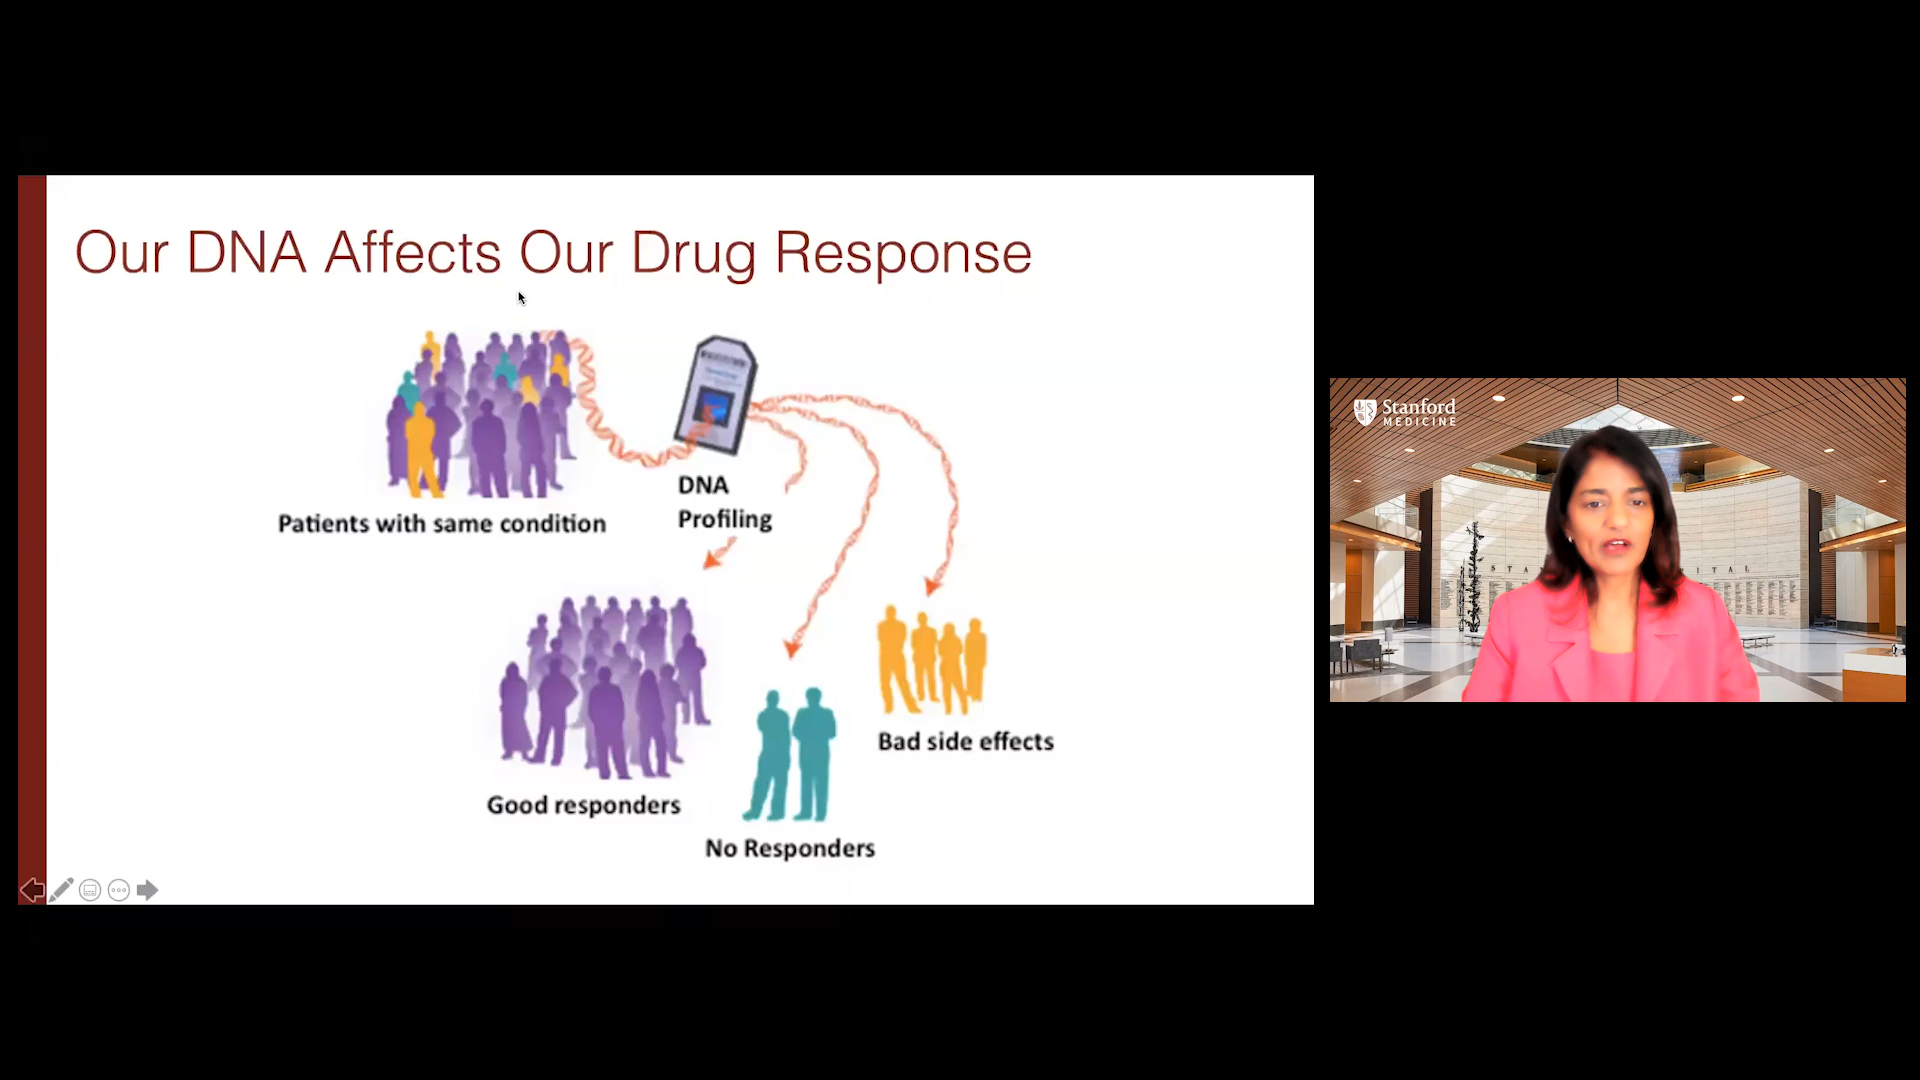 Our DNA Affects Our Drug Response
DNA
Profiling
Patients with same condition
Bad side effects
Good responders
No Responders
Stanford
MEDICINE